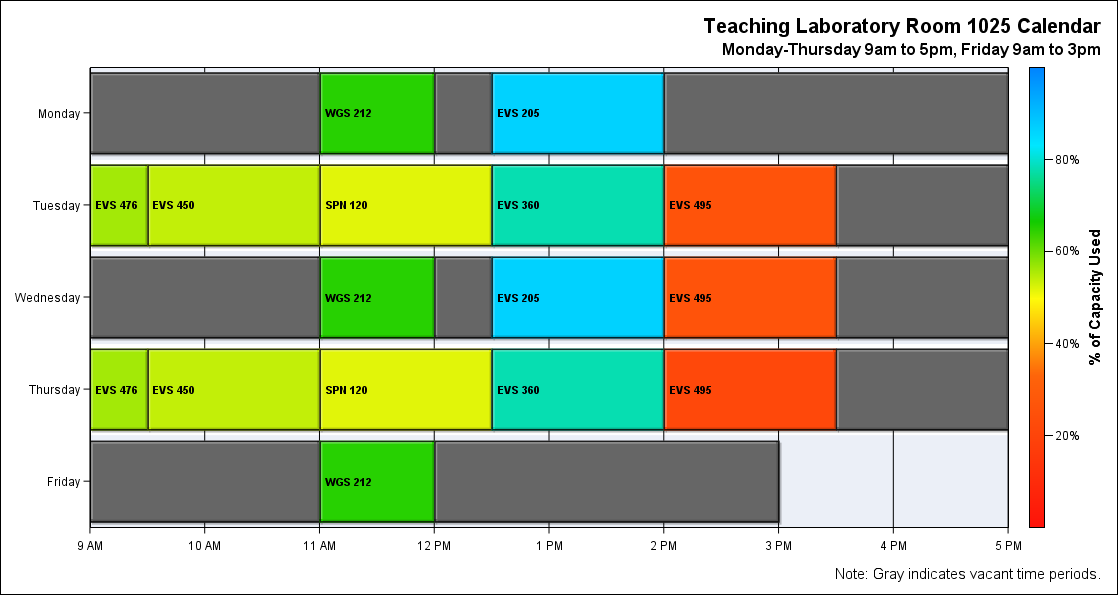 Teaching Laboratory Room 1025 Calendar
Monday-Thursday 9am to 5pm, Friday 9am to 3pm
Monday
WGS 212
EVS 205
80%
Tuesday
EVS 476
EVS 450
SPN 120
EVS 360
EVS 495
60%
% of Capacity Used
Wednesday
WGS 212
EVS 205
EVS 495
40%
Thursday
EVS 476
EVS 450
SPN 120
EVS 360
EVS 495
20%
Friday
WGS 212
9 AM
10 AM
11 AM
12 PM
1 PM
2 PM
3 PM
4 PM
5 PM
Note: Gray indicates vacant time periods.